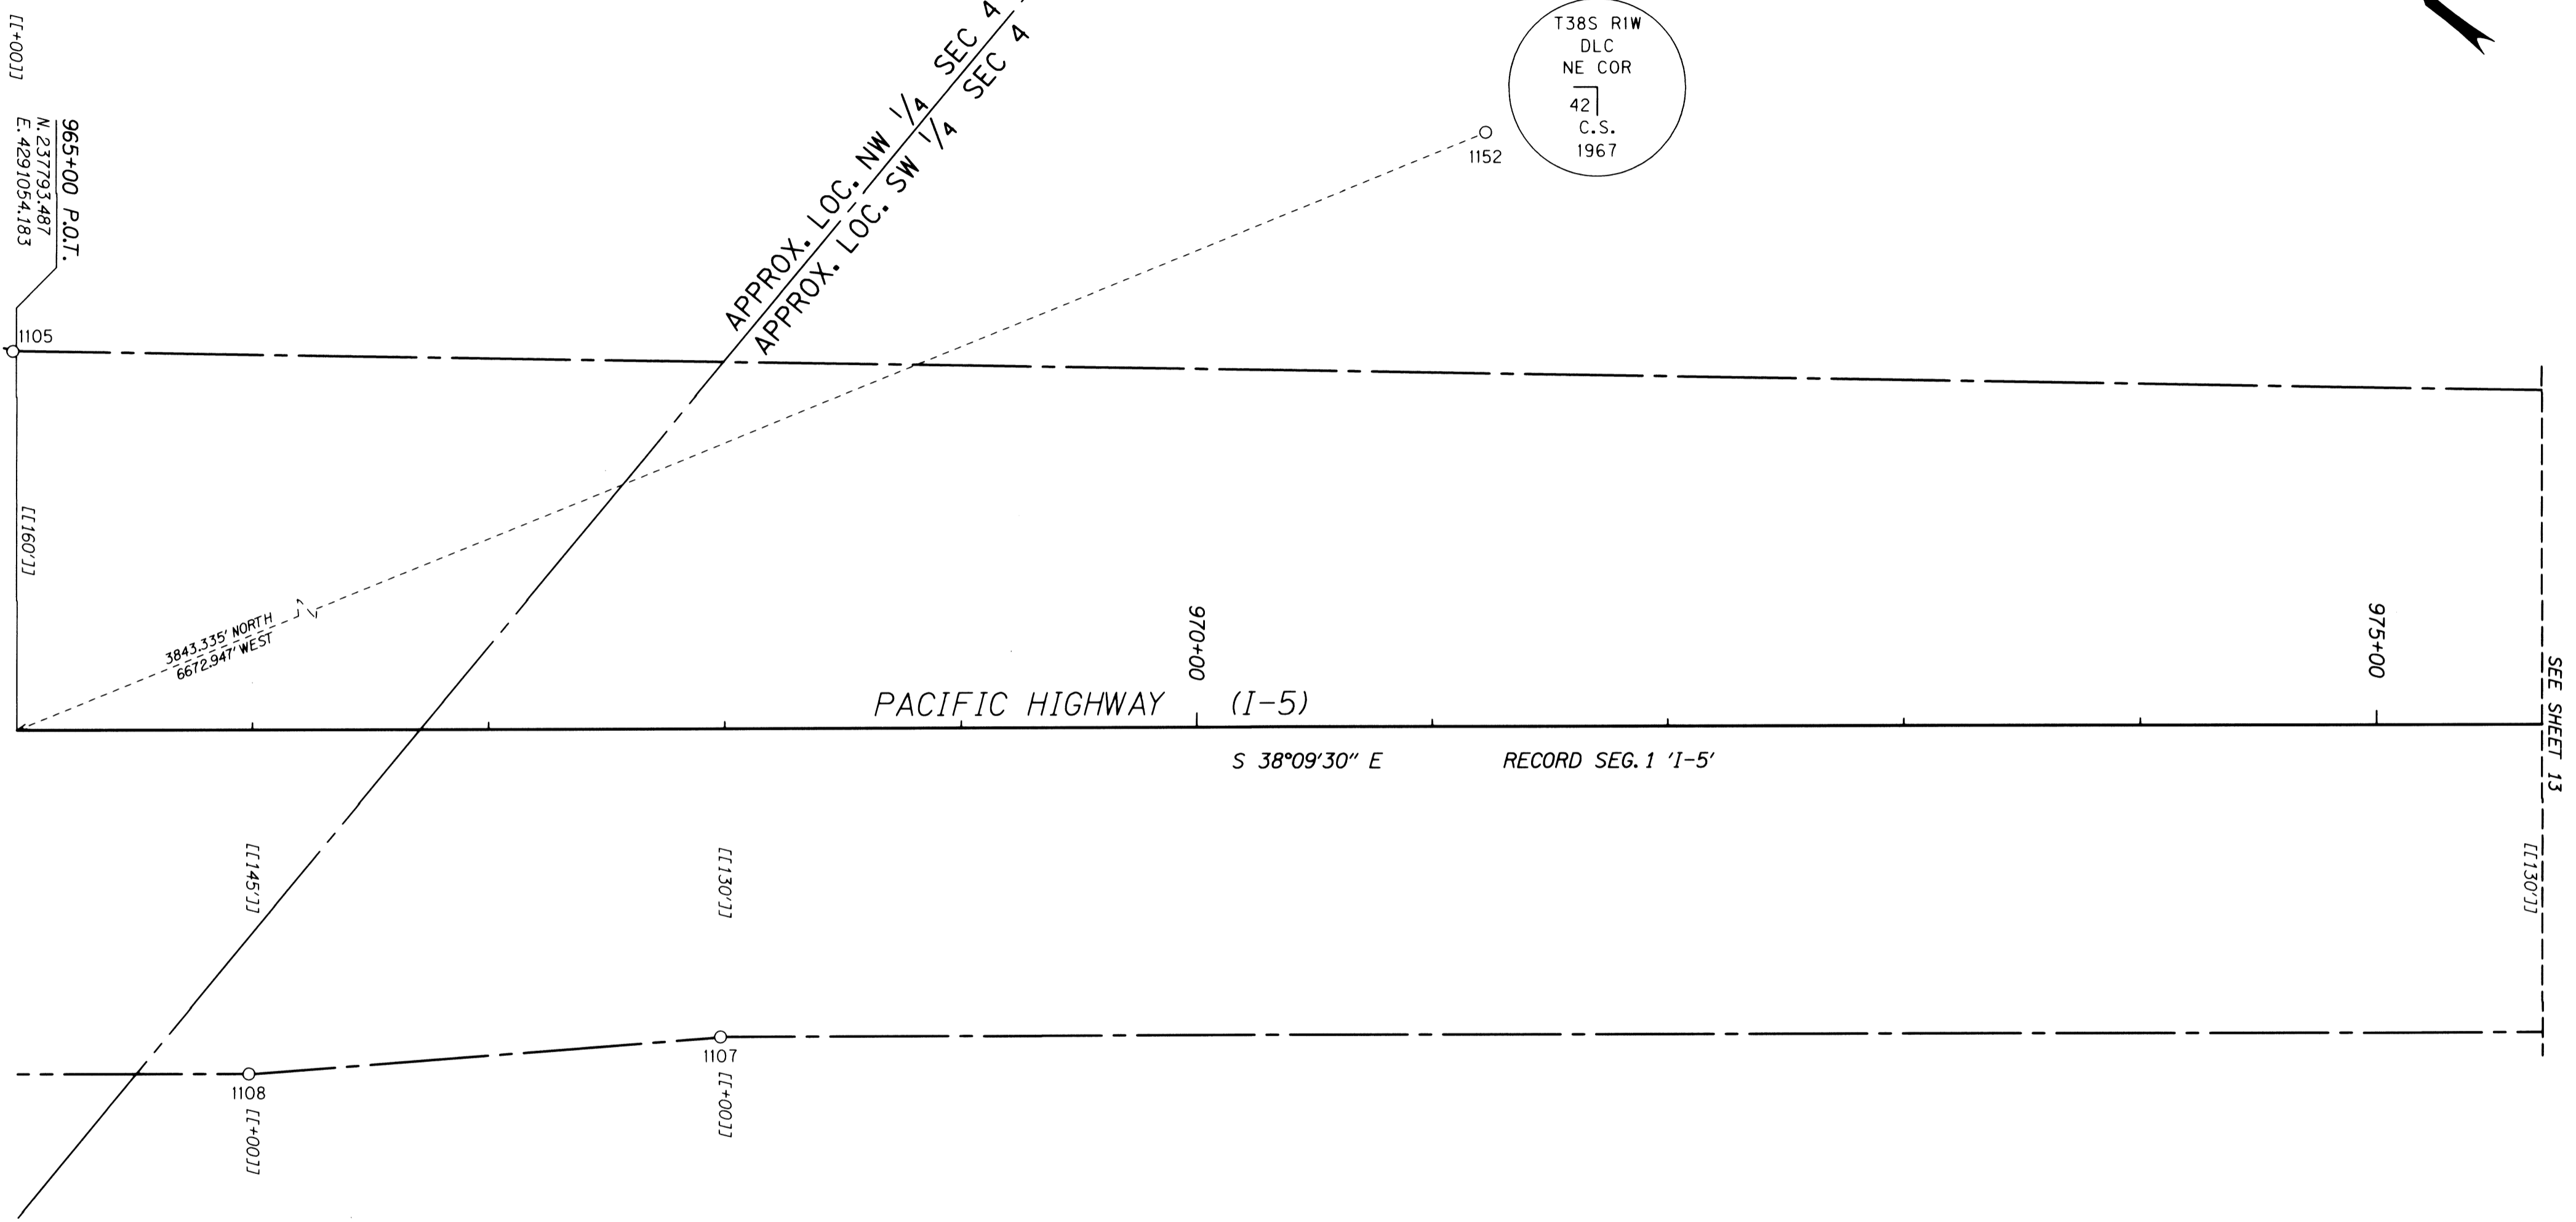 [[+00]]
965+00 P.O.T.
N. 237793.487
E. 4291054.183
1105
[[160']]
APPROX. LOC. NW 1/4 SEC 4
APPROX. LOC. SW 1/4 SEC 4
T38S R1W
DLC
NE COR
42
C.S.
1967
1152
3843.335' NORTH
6672.947' WEST
970+00
975+00
PACIFIC HIGHWAY (I-5)
S 38°09'30" E RECORD SEG. 1 'I-5'
SEE SHEET 13
[[145']]
[[130']]
[[130']]
1107
[[+00]]
1108
[[+00]]